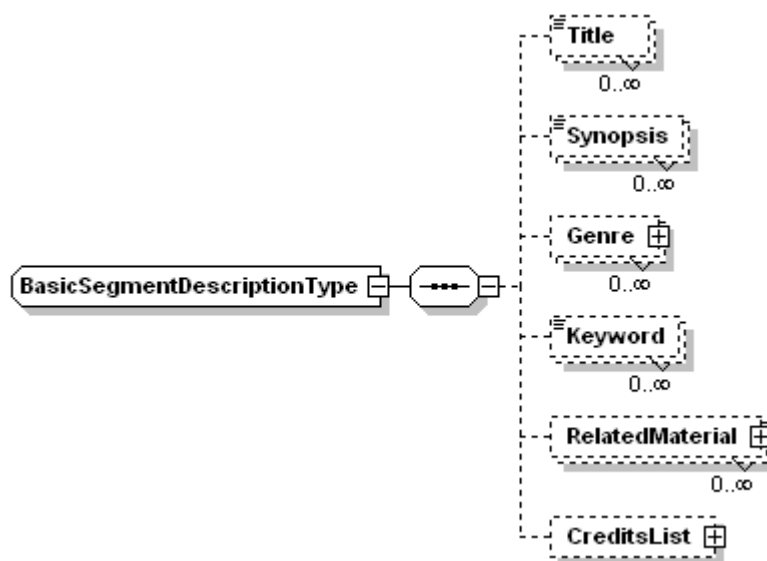 Title
0..∞
Synopsis
0..∞
Genre
0..∞
BasicSegmentDescriptionType
Keyword
0..∞
RelatedMaterial
0..∞
CreditsList